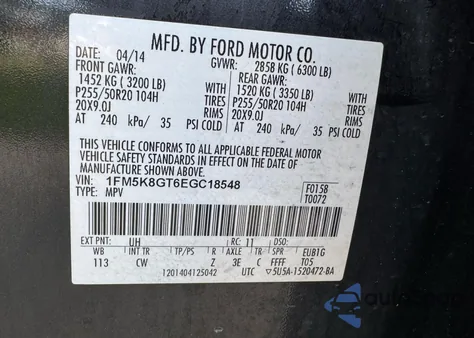 MFD. BY FORD MOTOR CO.
DATE: 04/14 GVWR: 2858 KG ( 6300 LB)
FRONT GAWR: REAR GAWR:
1452 KG ( 3200 LB) 1520 KG ( 3350 LB)
P255/50R20 104H TIRES P255/50R20 104H TIRES
20X9.0J RIMS 20X9.0J RIMS
AT 240 kPa/ 35 PSI COLD AT 240 kPa/ 35 PSI COLD
THIS VEHICLE CONFORMS TO ALL APPLICABLE FEDERAL MOTOR
VEHICLE SAFETY STANDARDS IN EFFECT ON THE DATE OF
MANUFACTURE SHOWN ABOVE.
VIN: 1FM5K8GT6EGC18548 F0158
TYPE: MPV T0072
EXT PNT: UH RC: 11 DSO:
WB INT TR TP/PS R AXLE TR SPR EUB1G
113 CW Z 3E C FFFF T05
1201404125042 UTC ▽5U5A-1520472-BA